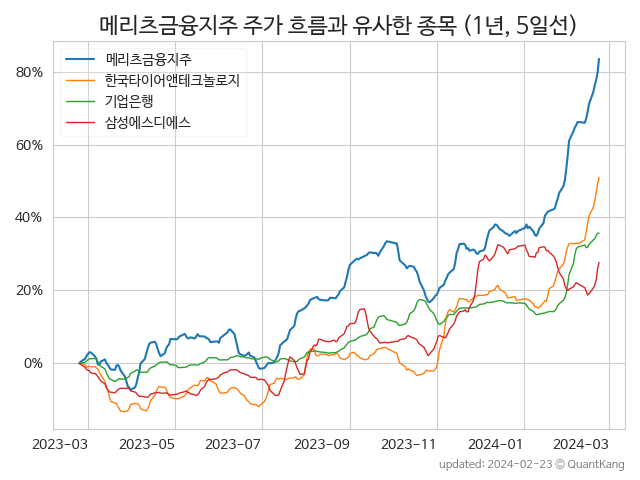 메리츠금융지주 주가 흐름과 유사한 종목 (1년, 5일선)
메리츠금융지주
한국타이어앤테크놀로지
기업은행
삼성에스디에스
80%
60%
40%
20%
0%
2023-03 2023-05 2023-07 2023-09 2023-11 2024-01 2024-03
updated: 2024-02-23 © QuantKang